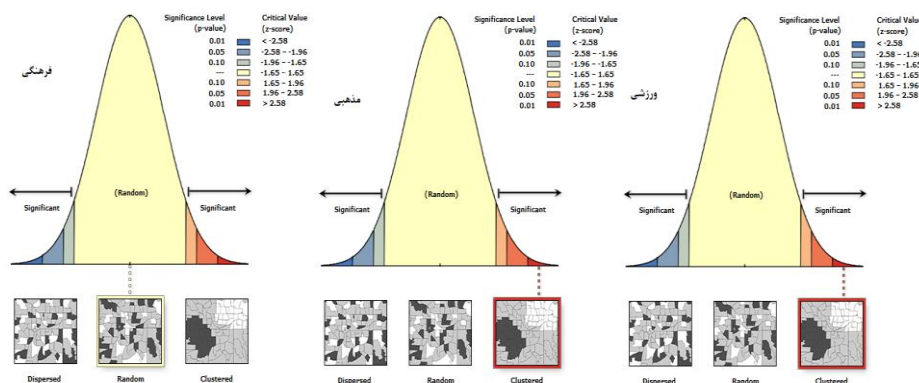 فرهنگی
Significance Level (p-value) Critical Value (z-score)
0.01 < -2.58
0.05 -2.58 – -1.96
0.10 -1.96 – -1.65
--- -1.65 – 1.65
0.10 1.65 – 1.96
0.05 1.96 – 2.58
0.01 > 2.58
(Random)
Significant Significant
Dispersed Random Clustered
مذهبی
Significance Level (p-value) Critical Value (z-score)
0.01 < -2.58
0.05 -2.58 – -1.96
0.10 -1.96 – -1.65
--- -1.65 – 1.65
0.10 1.65 – 1.96
0.05 1.96 – 2.58
0.01 > 2.58
(Random)
Significant Significant
Dispersed Random Clustered
ورزشی
Significance Level (p-value) Critical Value (z-score)
0.01 < -2.58
0.05 -2.58 – -1.96
0.10 -1.96 – -1.65
--- -1.65 – 1.65
0.10 1.65 – 1.96
0.05 1.96 – 2.58
0.01 > 2.58
(Random)
Significant Significant
Dispersed Random Clustered